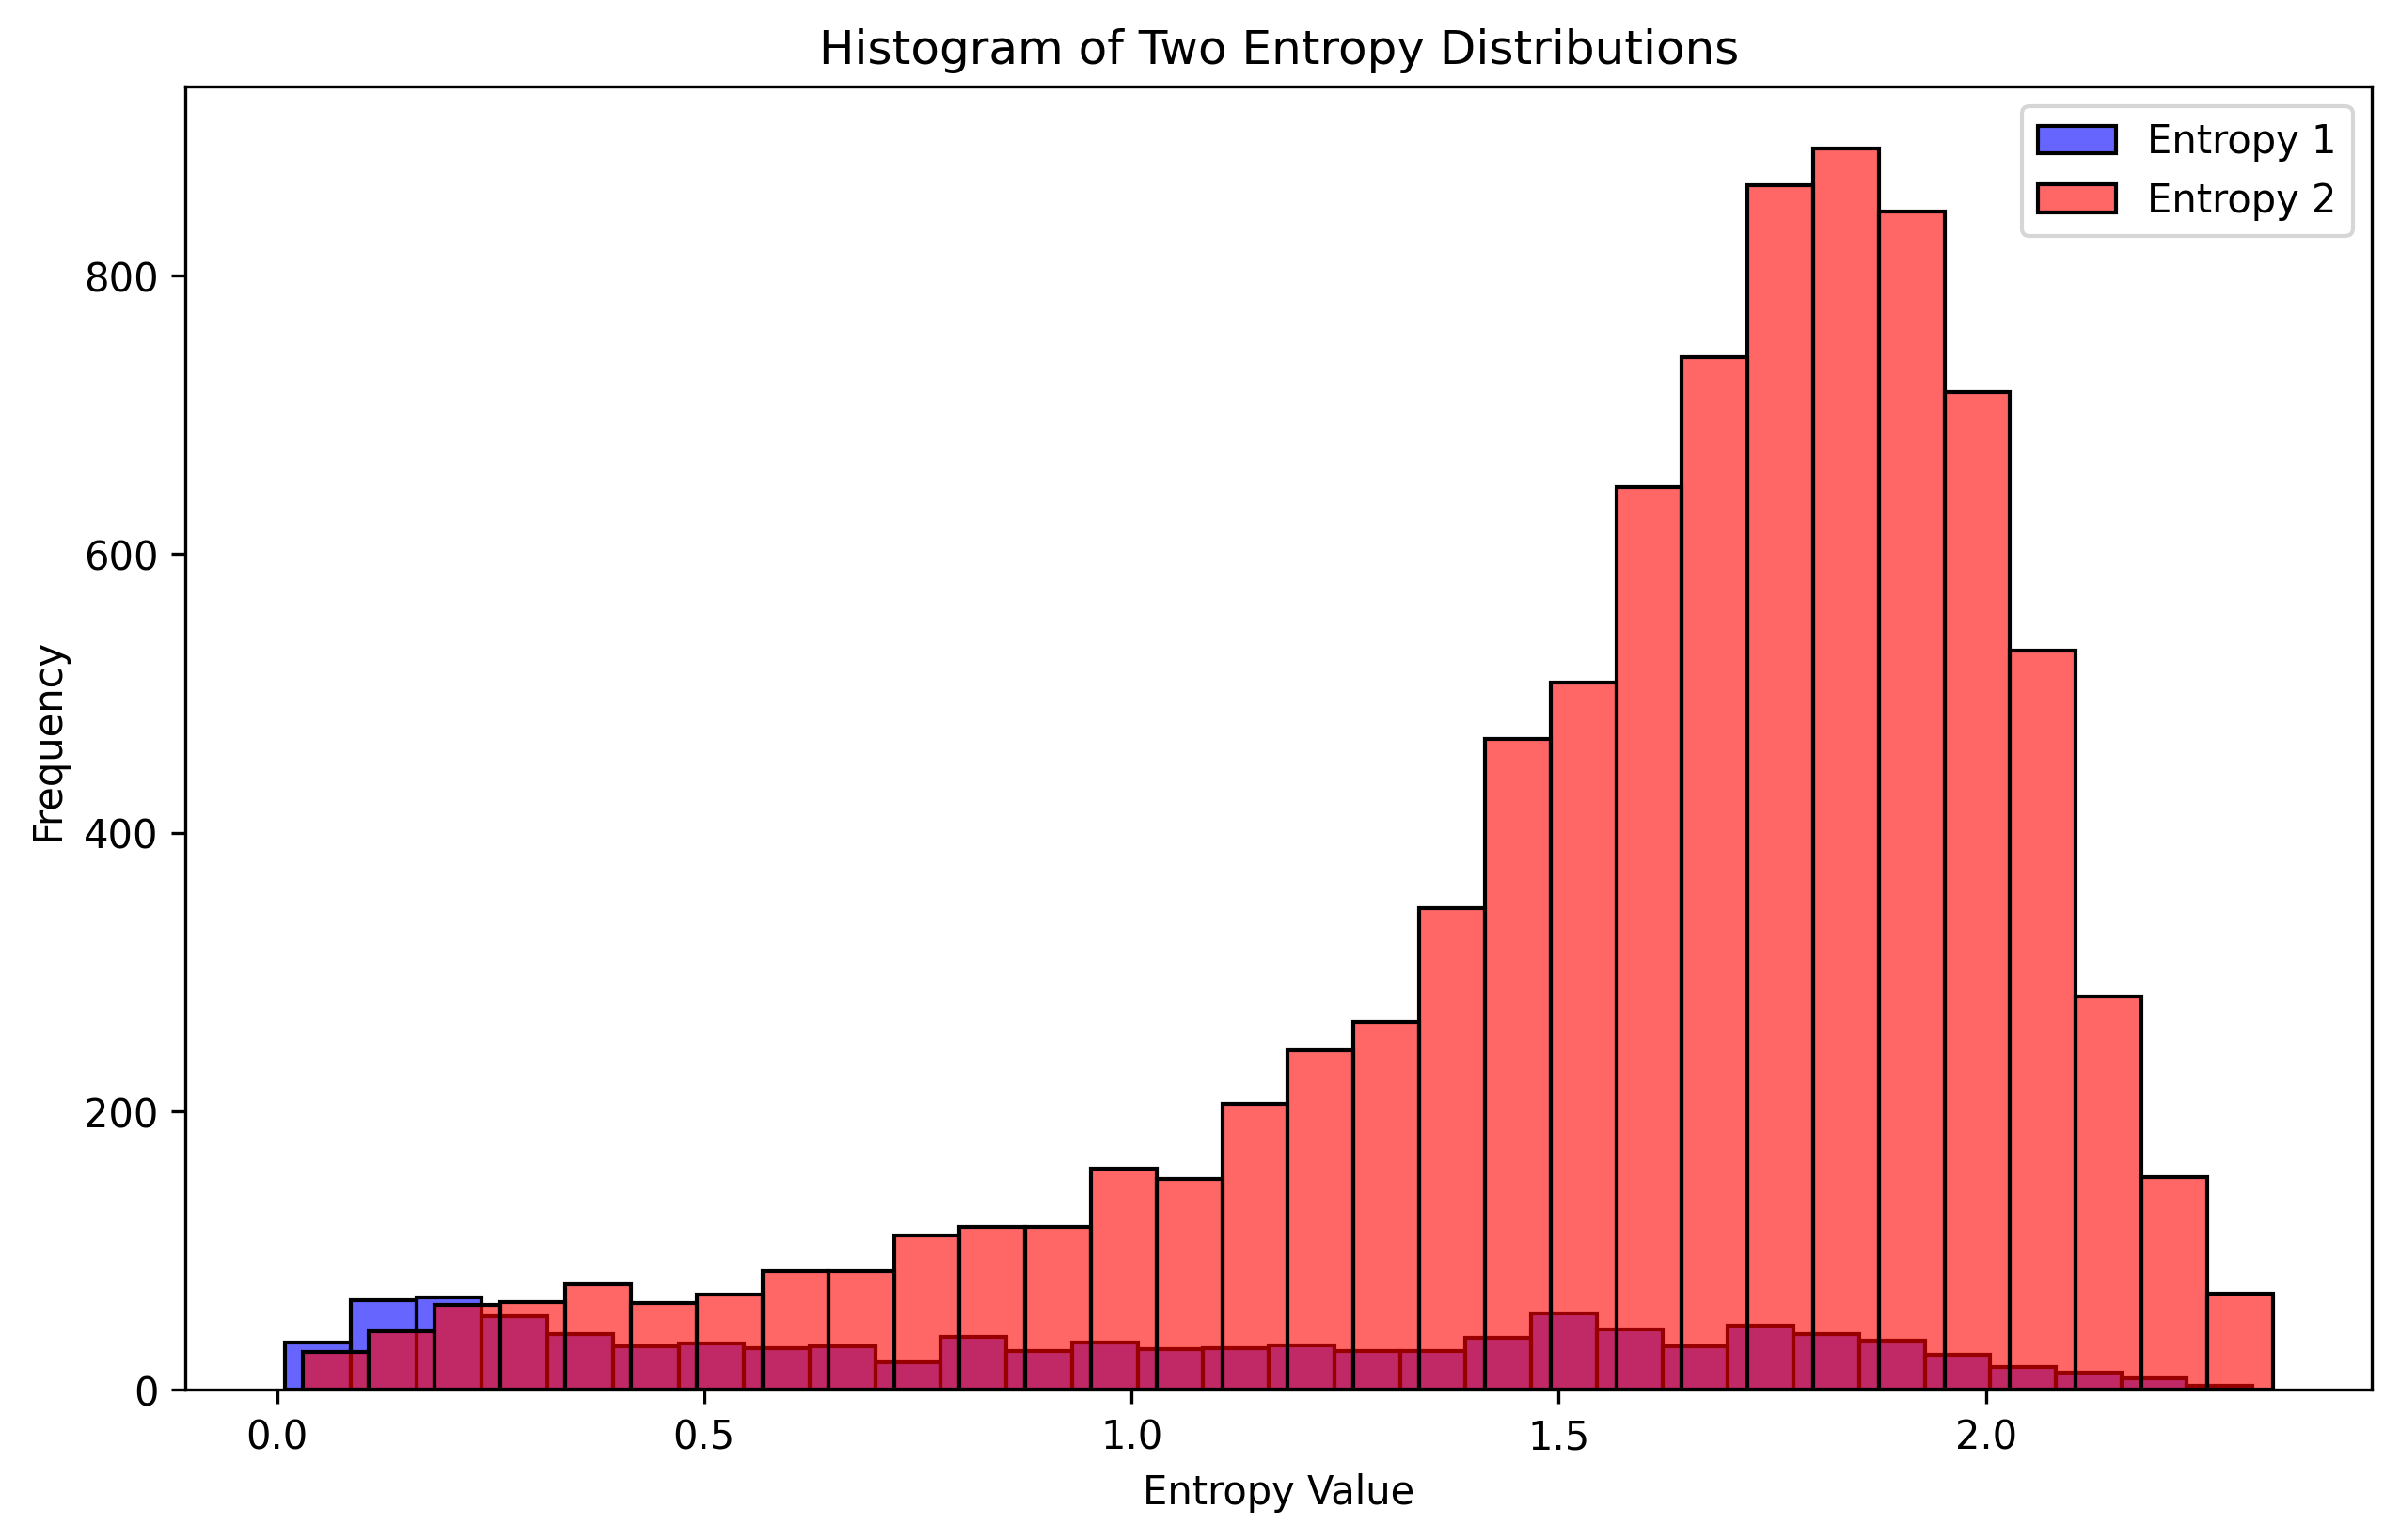 Histogram of Two Entropy Distributions
Entropy 1
Entropy 2
800
600
400
200
0
Frequency
0.0 0.5 1.0 1.5 2.0
Entropy Value